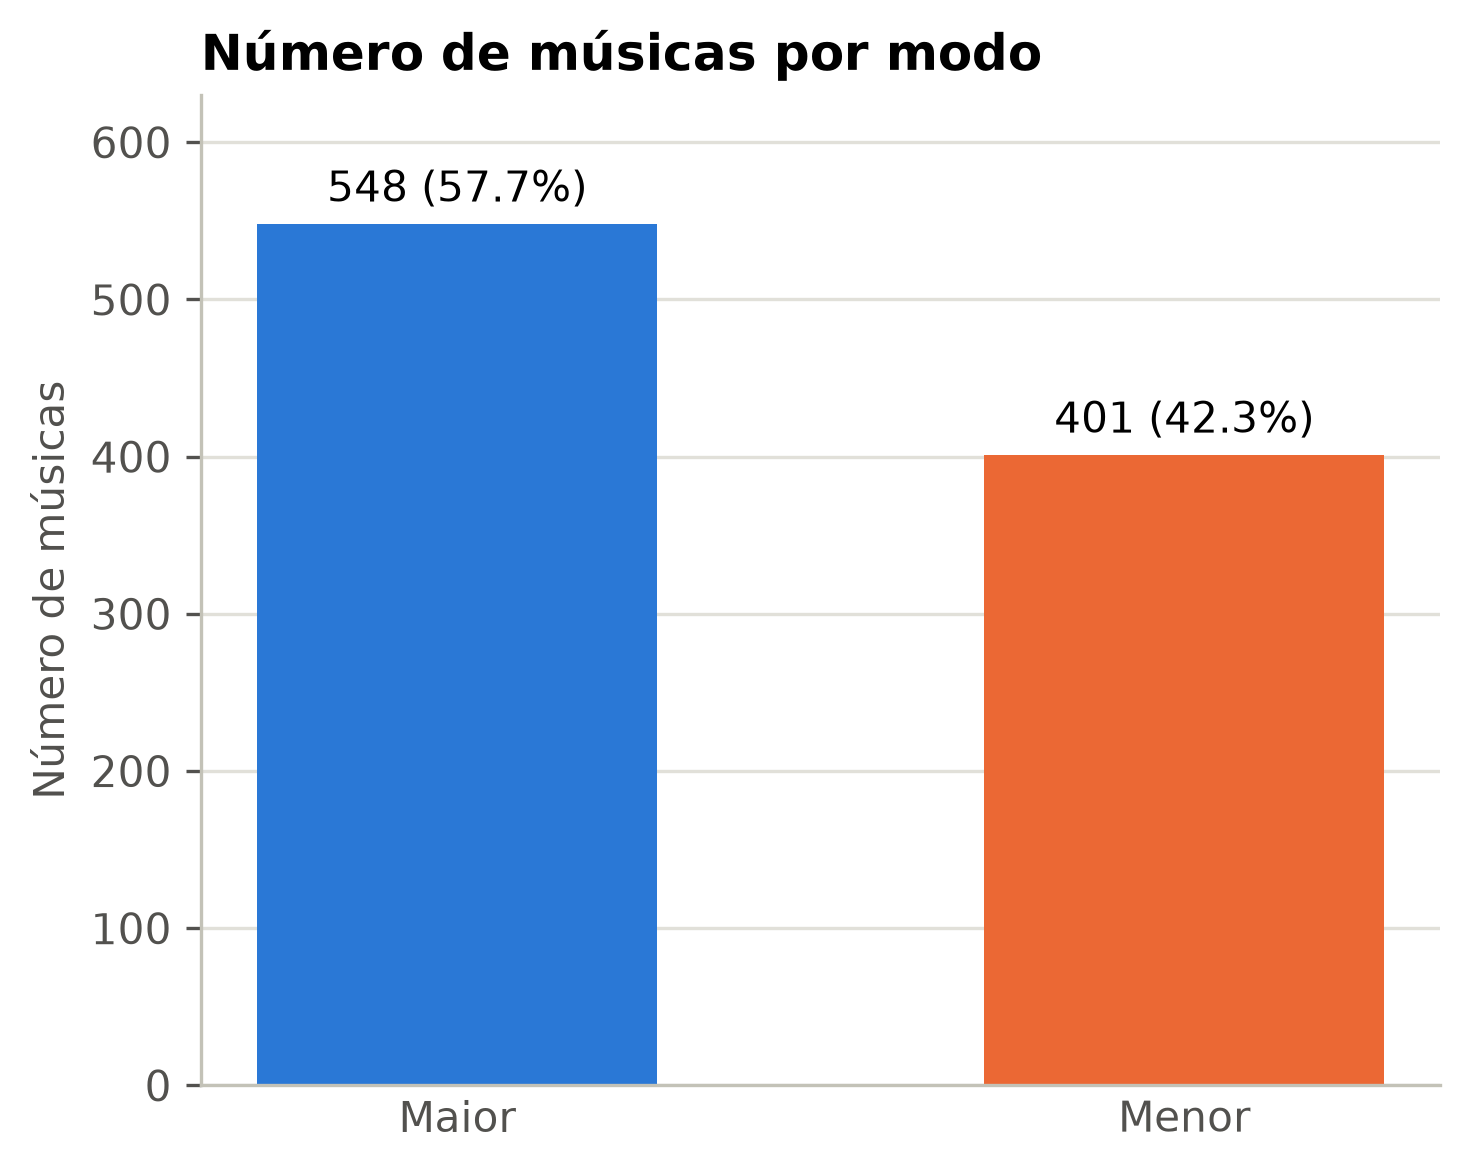 Número de músicas por modo
Número de músicas
600
500
400
300
200
100
0
548 (57.7%)
401 (42.3%)
Maior
Menor